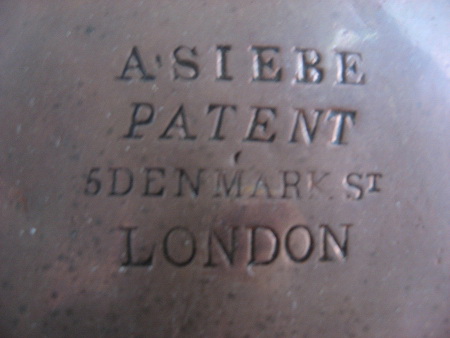 A. SIEBE
PATENT
5 DENMARK ST
LONDON